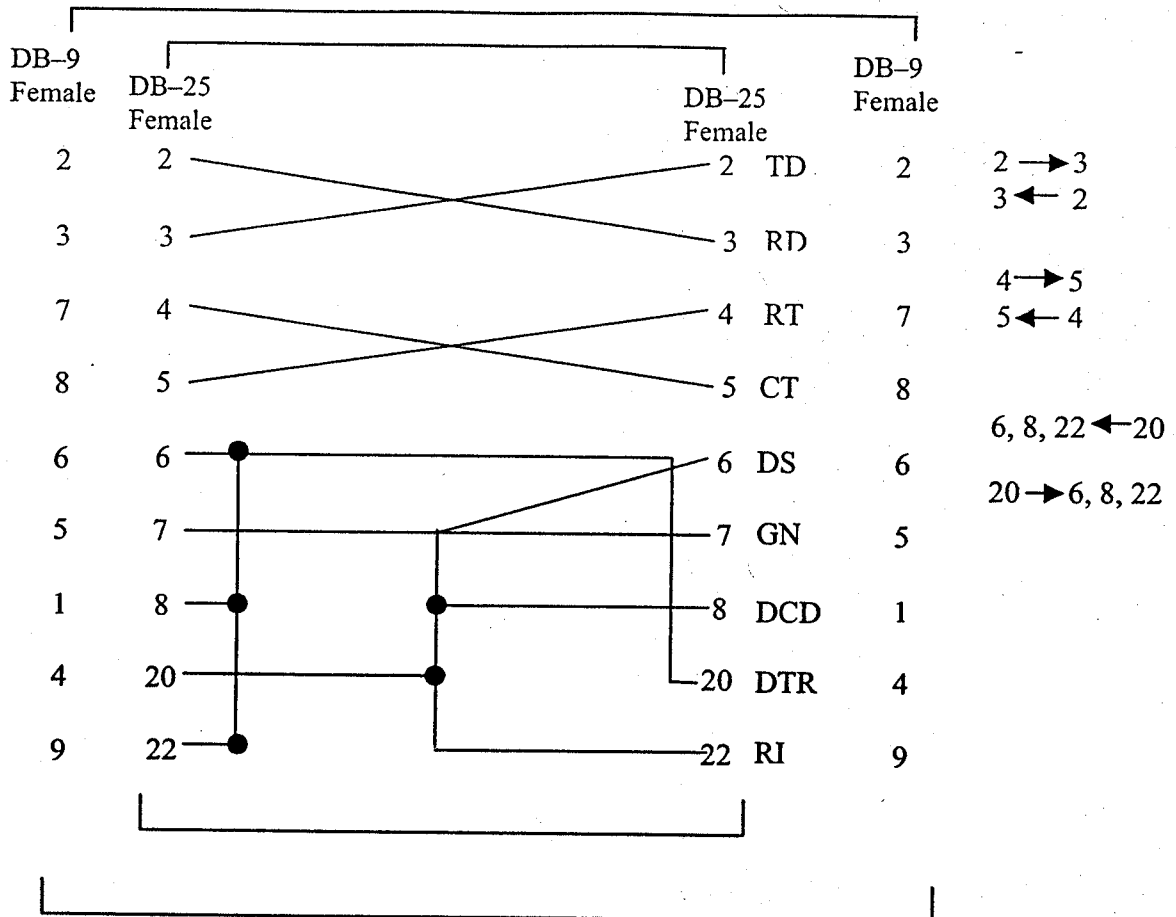 DB–9
Female
DB–25
Female
DB–25
Female
DB–9
Female
2 2 2 TD 2 2 → 3
3 ← 2
3 3 3 RD 3
4 → 5
7 4 4 RT 7 5 ← 4
8 5 5 CT 8
6, 8, 22 ← 20
6 6 6 DS 6
20 → 6, 8, 22
5 7 7 GN 5
1 8 8 DCD 1
4 20 20 DTR 4
9 22 22 RI 9